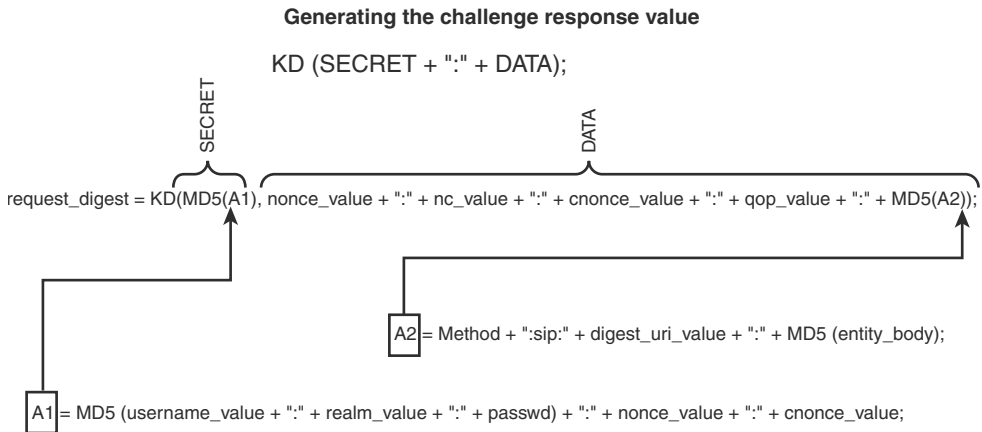 Generating the challenge response value
KD (SECRET + ":" + DATA);
SECRET
DATA
request_digest = KD(MD5(A1), nonce_value + ":" + nc_value + ":" + cnonce_value + ":" + qop_value + ":" + MD5(A2));
A2 = Method + ":sip:" + digest_uri_value + ":" + MD5 (entity_body);
A1 = MD5 (username_value + ":" + realm_value + ":" + passwd) + ":" + nonce_value + ":" + cnonce_value;